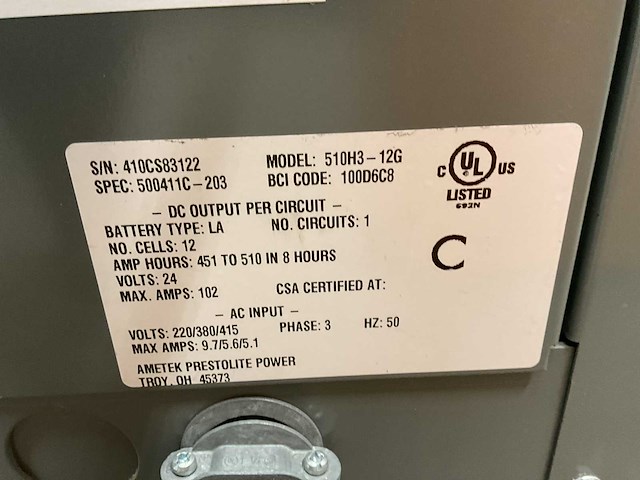 S/N: 410CS83122 MODEL: 510H3-12G
SPEC: 500411C-203 BCI CODE: 100D6C8
C UL US
LISTED
692N
- DC OUTPUT PER CIRCUIT -
BATTERY TYPE: LA NO. CIRCUITS: 1
NO. CELLS: 12
AMP HOURS: 451 TO 510 IN 8 HOURS
VOLTS: 24
MAX. AMPS: 102 CSA CERTIFIED AT:
C
- AC INPUT -
VOLTS: 220/380/415 PHASE: 3 HZ: 50
MAX AMPS: 9.7/5.6/5.1
AMETEK PRESTOLITE POWER
TROY, OH 45373